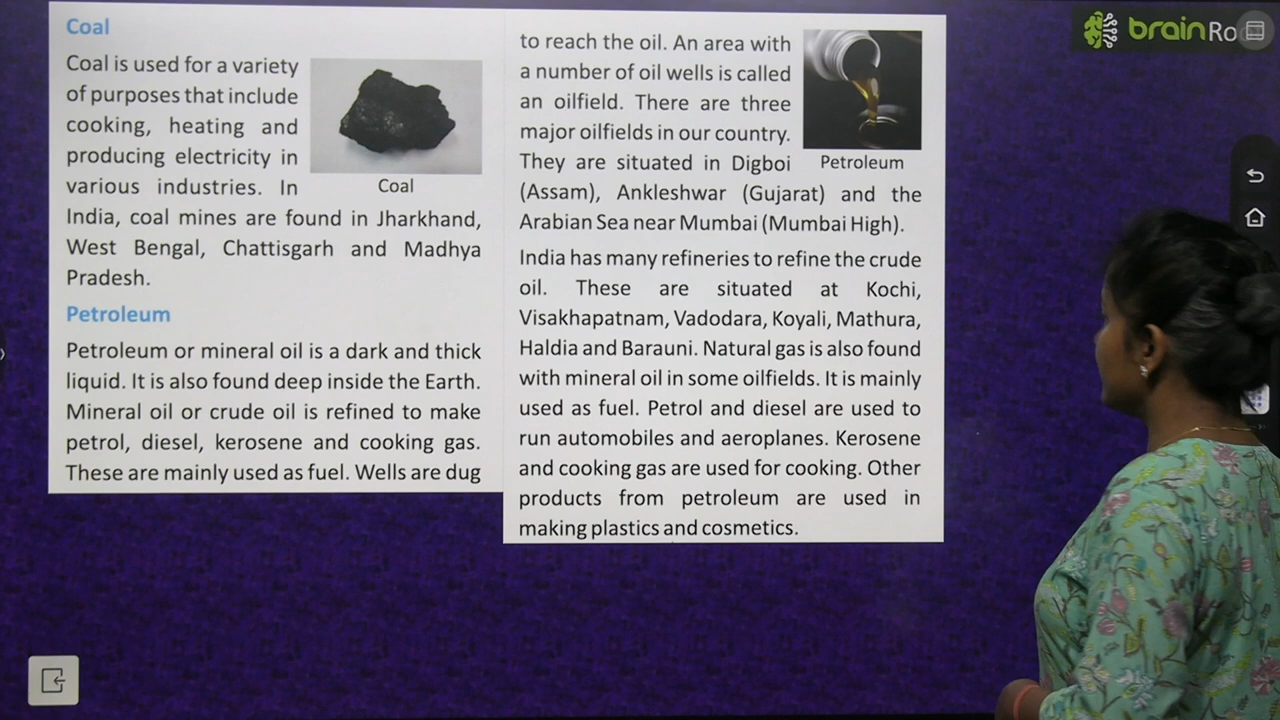 Coal
Coal is used for a variety
of purposes that include
cooking, heating and
producing electricity in
various industries. In
India, coal mines are found in Jharkhand,
West Bengal, Chattisgarh and Madhya
Pradesh.
Coal
Petroleum
Petroleum or mineral oil is a dark and thick
liquid. It is also found deep inside the Earth.
Mineral oil or crude oil is refined to make
petrol, diesel, kerosene and cooking gas.
These are mainly used as fuel. Wells are dug
to reach the oil. An area with
a number of oil wells is called
an oilfield. There are three
major oilfields in our country.
They are situated in Digboi
(Assam), Ankleshwar (Gujarat) and the
Arabian Sea near Mumbai (Mumbai High).
Petroleum
India has many refineries to refine the crude
oil. These are situated at Kochi,
Visakhapatnam, Vadodara, Koyali, Mathura,
Haldia and Barauni. Natural gas is also found
with mineral oil in some oilfields. It is mainly
used as fuel. Petrol and diesel are used to
run automobiles and aeroplanes. Kerosene
and cooking gas are used for cooking. Other
products from petroleum are used in
making plastics and cosmetics.
brain